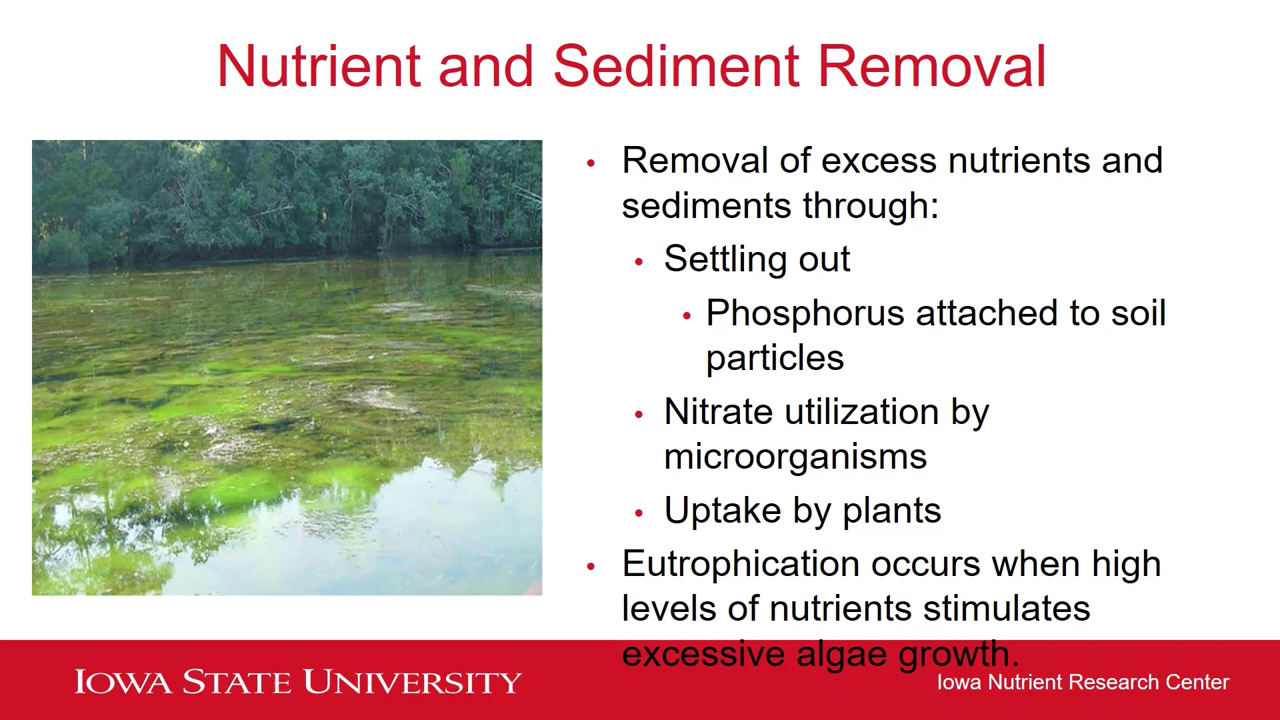 Nutrient and Sediment Removal
• Removal of excess nutrients and
sediments through:
• Settling out
• Phosphorus attached to soil
particles
• Nitrate utilization by
microorganisms
• Uptake by plants
• Eutrophication occurs when high
levels of nutrients stimulates
excessive algae growth.
IOWA STATE UNIVERSITY
Iowa Nutrient Research Center